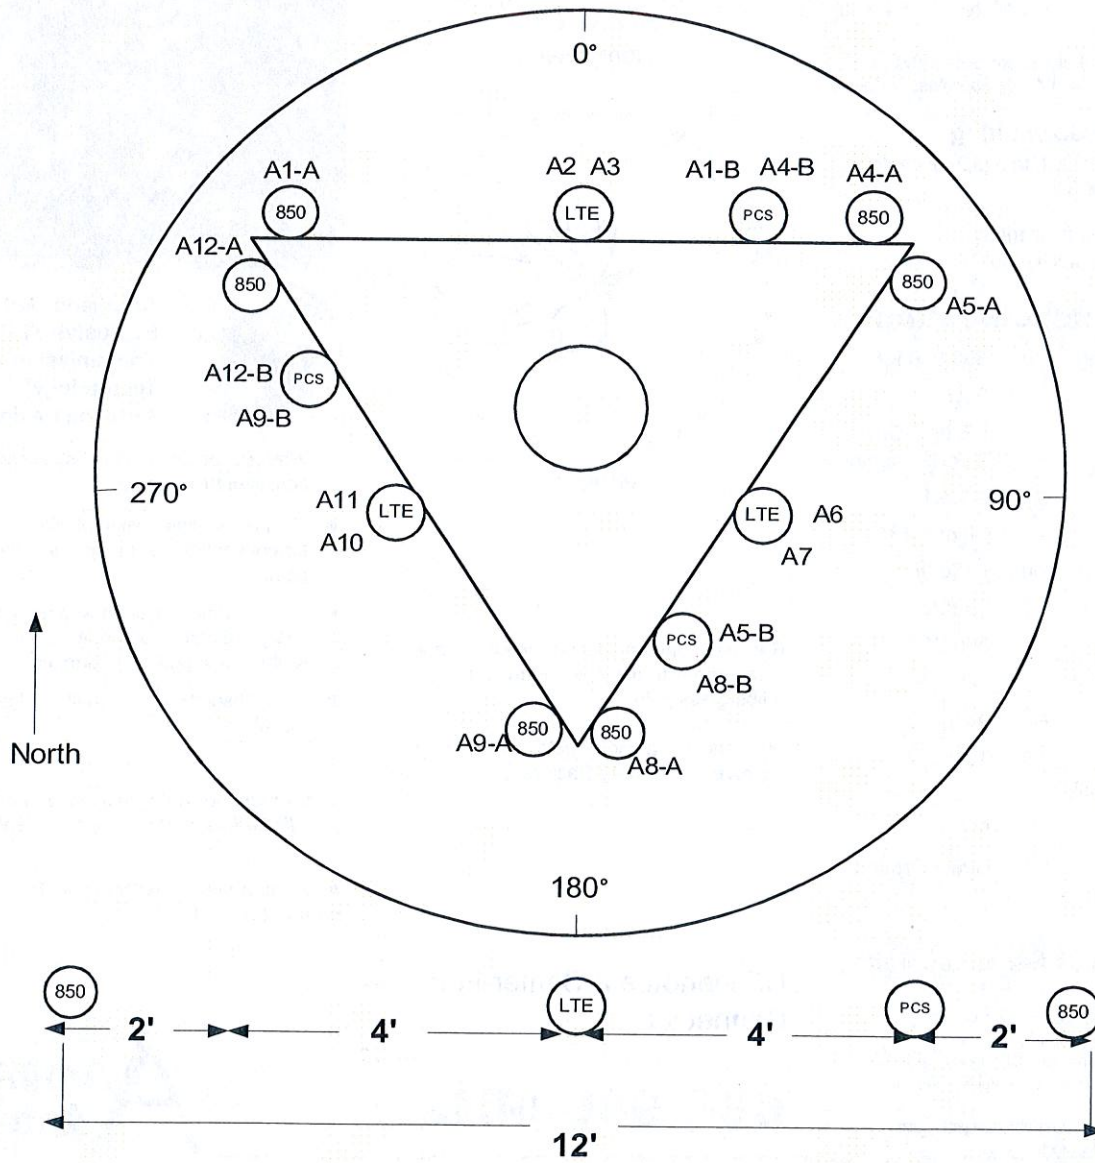 0°
A1-A
A2 A3
A1-B A4-B
A4-A
850
LTE
PCS
850
A12-A
850
850
A5-A
A12-B
PCS
A9-B
270°
90°
A11
LTE
A10
LTE
A6
A7
PCS
A5-B
A8-B
North
A9-A
850
850
A8-A
180°
850
LTE
PCS
850
2'
4'
4'
2'
12'